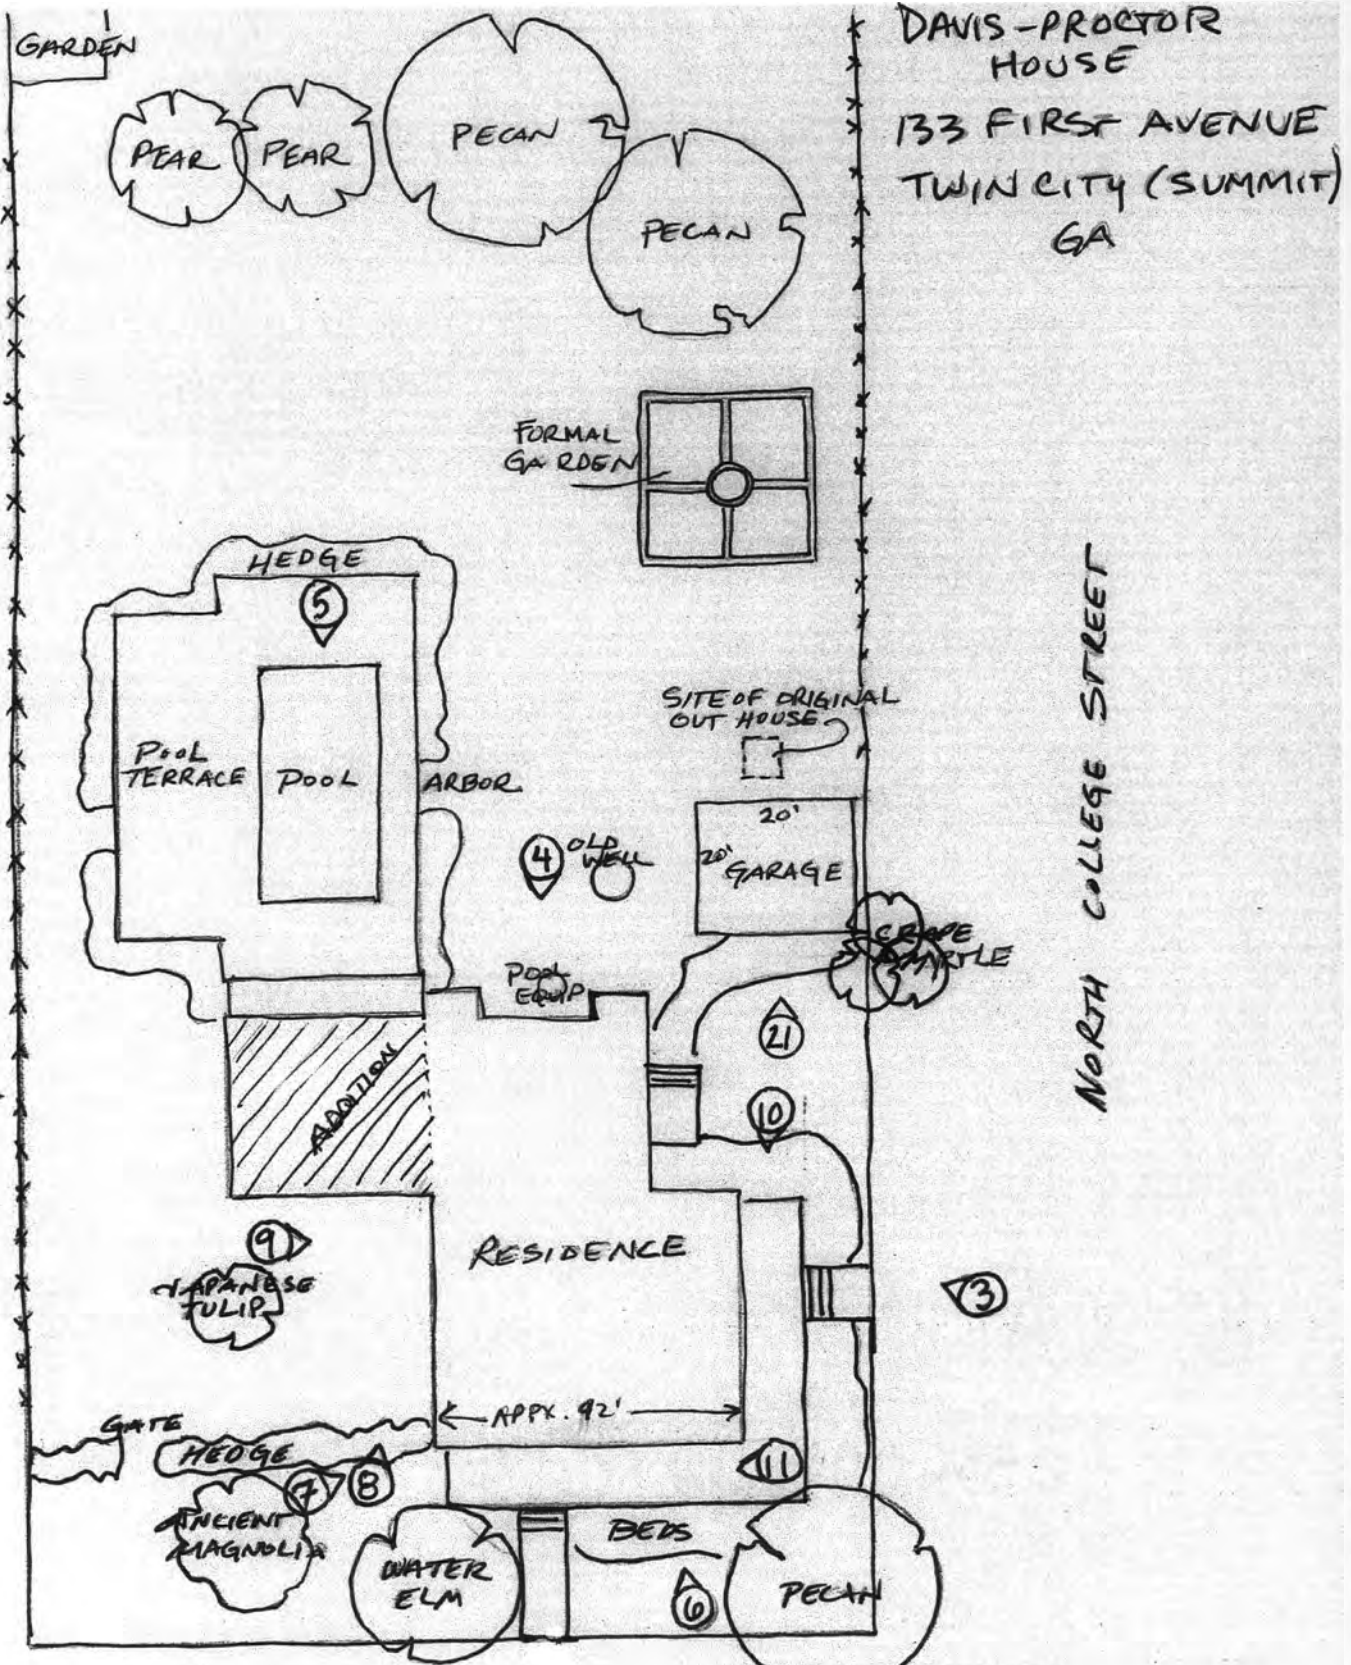 DAVIS-PROCTOR
HOUSE
133 FIRST AVENUE
TWIN CITY (SUMMIT)
GA
GARDEN
PEAR
PEAR
PECAN
PECAN
FORMAL
GARDEN
HEDGE
5
SITE OF ORIGINAL
OUT HOUSE
POOL
TERRACE
POOL
ARBOR
NORTH COLLEGE STREET
20'
20'
GARAGE
4
OLD
WELL
CRAPE
MYRTLE
POOL
EQUIP
21
ADDITION
10
9
RESIDENCE
JAPANESE
TULIP
3
APPX. 42'
GATE
HEDGE
7
8
11
ANCIENT
MAGNOLIA
WATER
ELM
BEDS
6
PECAN